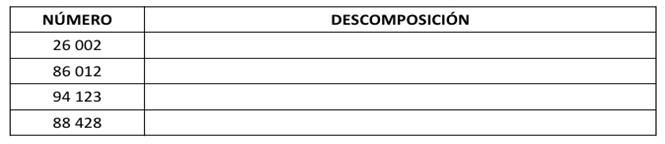 NÚMERO DESCOMPOSICIÓN
26 002
86 012
94 123
88 428